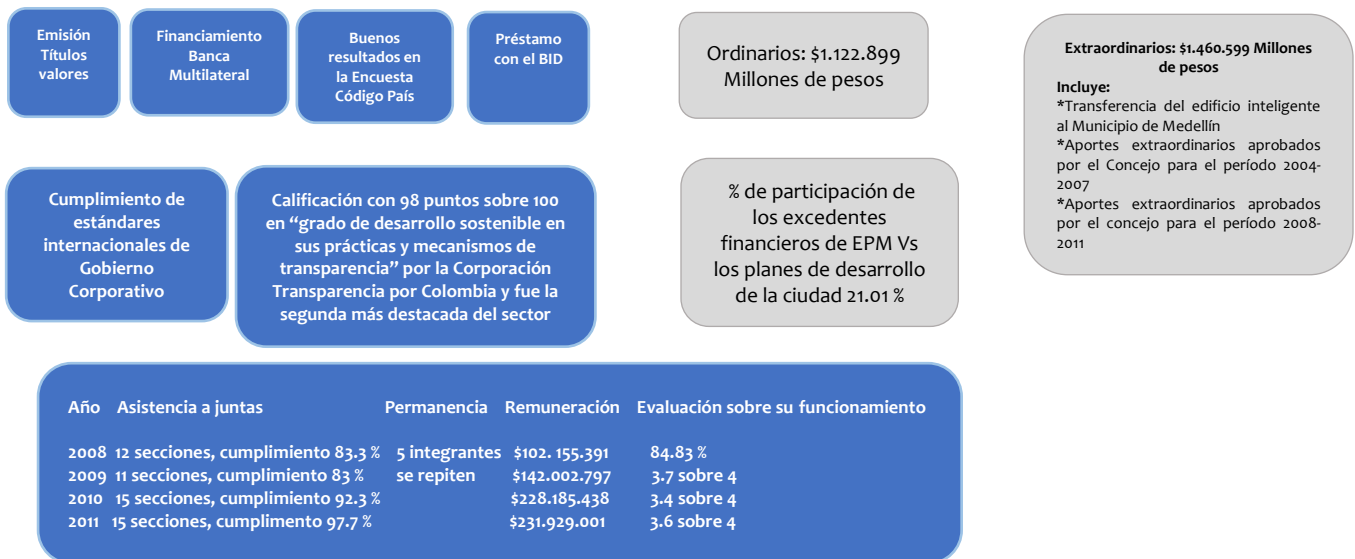 Emisión
Títulos
valores
Financiamiento
Banca
Multilateral
Buenos
resultados en
la Encuesta
Código País
Préstamo
con el BID
Ordinarios: $1.122.899
Millones de pesos
Extraordinarios: $1.460.599 Millones
de pesos
Incluye:
*Transferencia del edificio inteligente
al Municipio de Medellín
*Aportes extraordinarios aprobados
por el Concejo para el período 2004-
2007
*Aportes extraordinarios aprobados
por el concejo para el período 2008-
2011
Cumplimiento de
estándares
internacionales de
Gobierno
Corporativo
Calificación con 98 puntos sobre 100
en “grado de desarrollo sostenible en
sus prácticas y mecanismos de
transparencia” por la Corporación
Transparencia por Colombia y fue la
segunda más destacada del sector
% de participación de
los excedentes
financieros de EPM Vs
los planes de desarrollo
de la ciudad 21.01 %
Año Asistencia a juntas Permanencia Remuneración Evaluación sobre su funcionamiento
2008 12 secciones, cumplimiento 83.3 % 5 integrantes $102. 155.391 84.83 %
2009 11 secciones, cumplimiento 83 % se repiten $142.002.797 3.7 sobre 4
2010 15 secciones, cumplimiento 92.3 % $228.185.438 3.4 sobre 4
2011 15 secciones, cumplimento 97.7 % $231.929.001 3.6 sobre 4